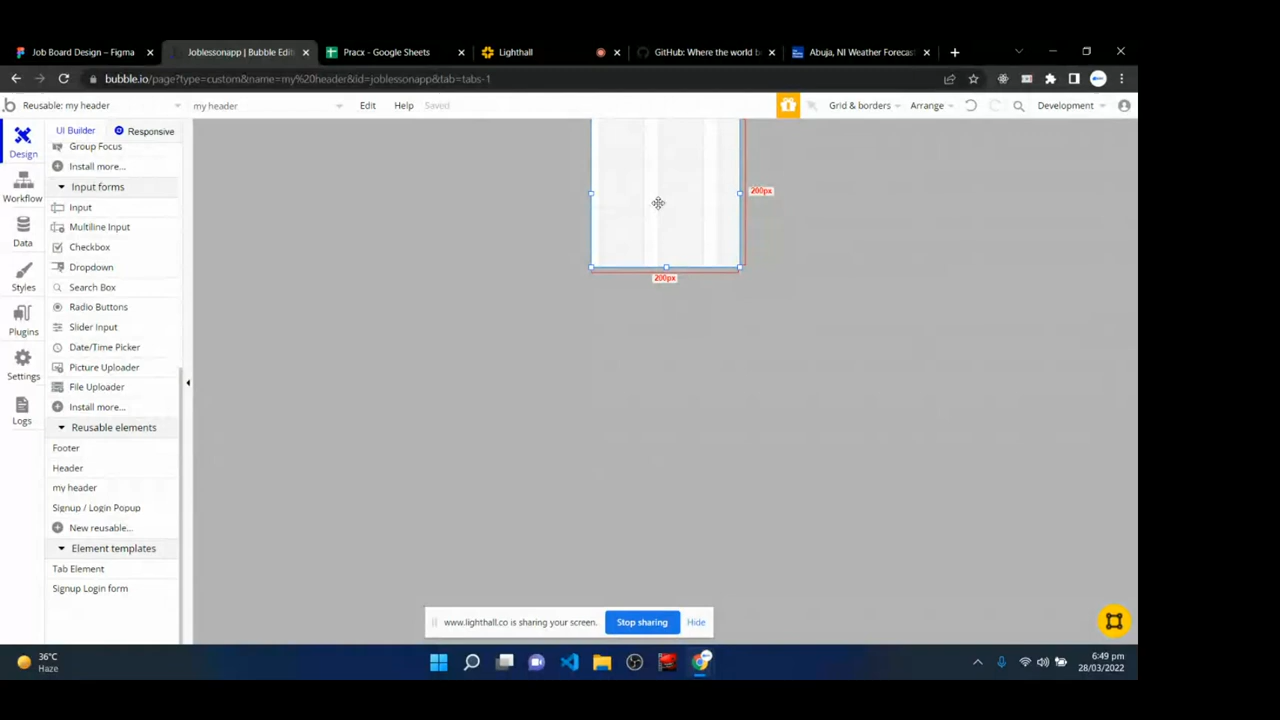 Job Board Design – Figma
Joblessonapp | Bubble Edit
Pracx - Google Sheets
Lighthall
GitHub: Where the world b
Abuja, NI Weather Forecas
bubble.io/page?type=custom&name=my%20header&id=joblessonapp&tab=tabs-1
Reusable: my header
my header
Edit
Help
Saved
Grid & borders
Arrange
Development
Design
Workflow
Data
Styles
Plugins
Settings
Logs
UI Builder
Responsive
Group Focus
Install more...
Input forms
Input
Multiline Input
Checkbox
Dropdown
Search Box
Radio Buttons
Slider Input
Date/Time Picker
Picture Uploader
File Uploader
Install more...
Reusable elements
Footer
Header
my header
Signup / Login Popup
New reusable...
Element templates
Tab Element
Signup Login form
200px
200px
www.lighthall.co is sharing your screen.
Stop sharing
Hide
36°C
Haze
6:49 pm
28/03/2022